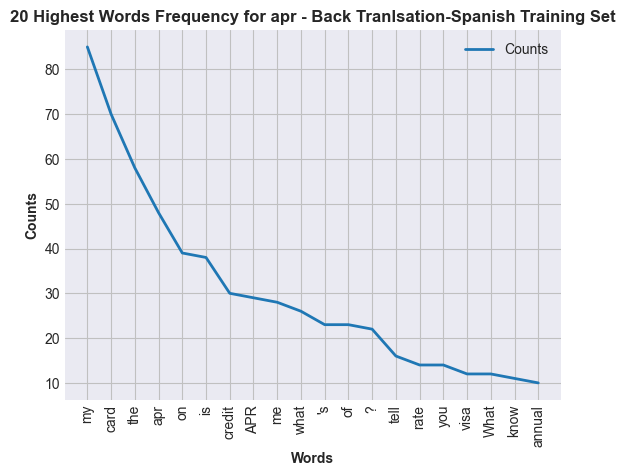 20 Highest Words Frequency for apr - Back Tranlsation-Spanish Training Set
Counts
80
70
60
50
40
30
20
10
Counts
my
card
the
apr
on
is
credit
APR
me
what
's
of
?
tell
rate
you
visa
What
know
annual
Words